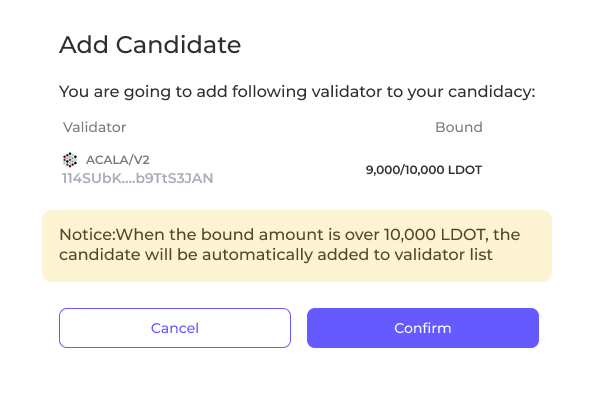 Add Candidate
You are going to add following validator to your candidacy:
Validator Bound
ACALA/V2
114SUbK....b9TtS3JAN
9,000/10,000 LDOT
Notice:When the bound amount is over 10,000 LDOT, the
candidate will be automatically added to validator list
Cancel Confirm